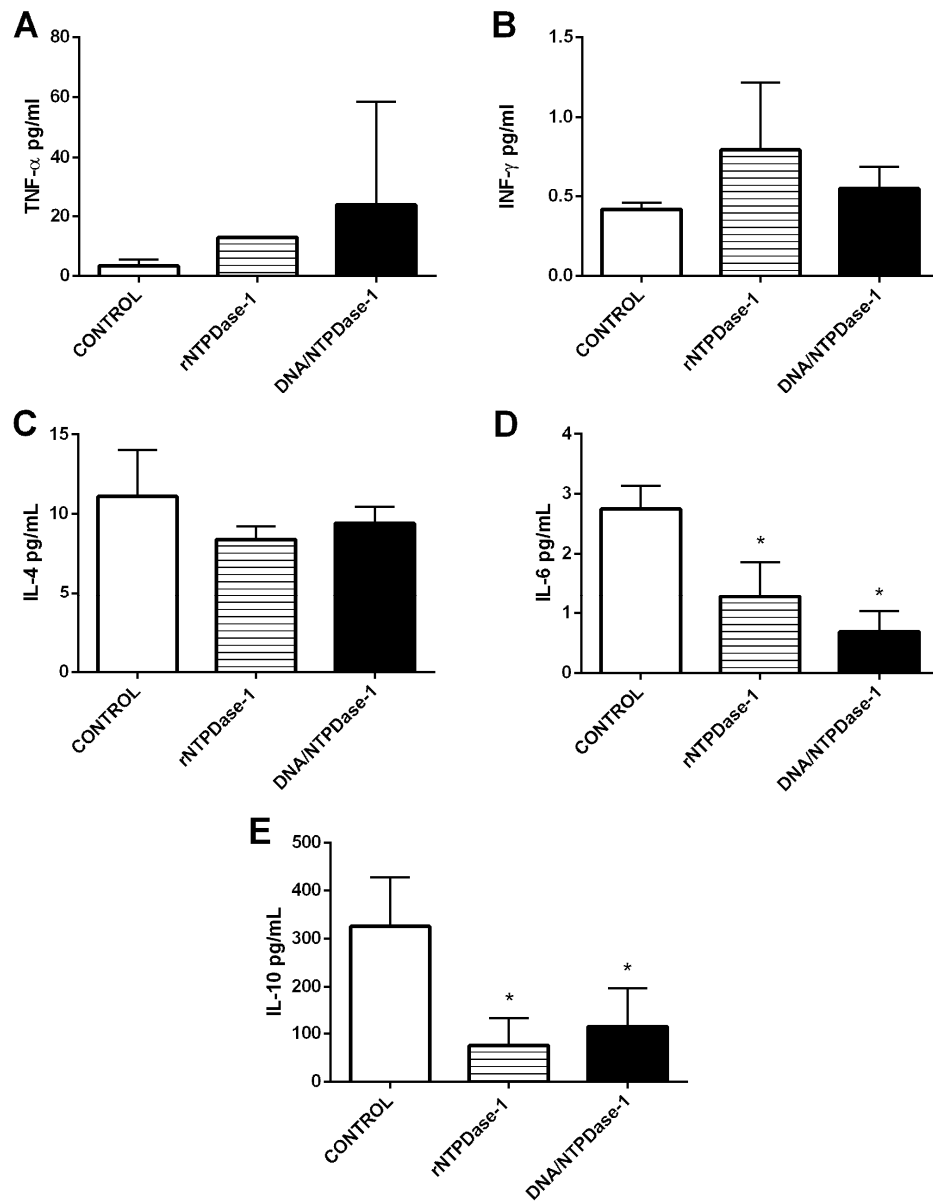 A
TNF-α pg/ml
80
60
40
20
0
CONTROL
rNTPDase-1
DNA/NTPDase-1
B
INF-γ pg/ml
1.5
1.0
0.5
0.0
CONTROL
rNTPDase-1
DNA/NTPDase-1
C
IL-4 pg/mL
15
10
5
0
CONTROL
rNTPDase-1
DNA/NTPDase-1
D
IL-6 pg/mL
4
3
2
1
0
*
*
CONTROL
rNTPDase-1
DNA/NTPDase-1
E
IL-10 pg/mL
500
400
300
200
100
0
*
*
CONTROL
rNTPDase-1
DNA/NTPDase-1